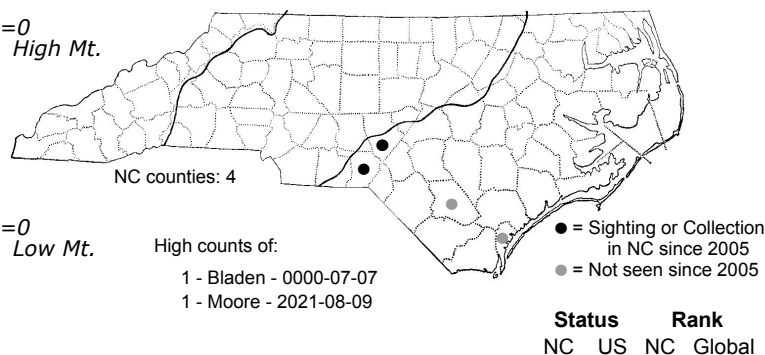 =0
High Mt.
NC counties: 4
=0
Low Mt.
High counts of:
1 - Bladen - 0000-07-07
1 - Moore - 2021-08-09
● = Sighting or Collection
in NC since 2005
● = Not seen since 2005
Status Rank
NC US NC Global